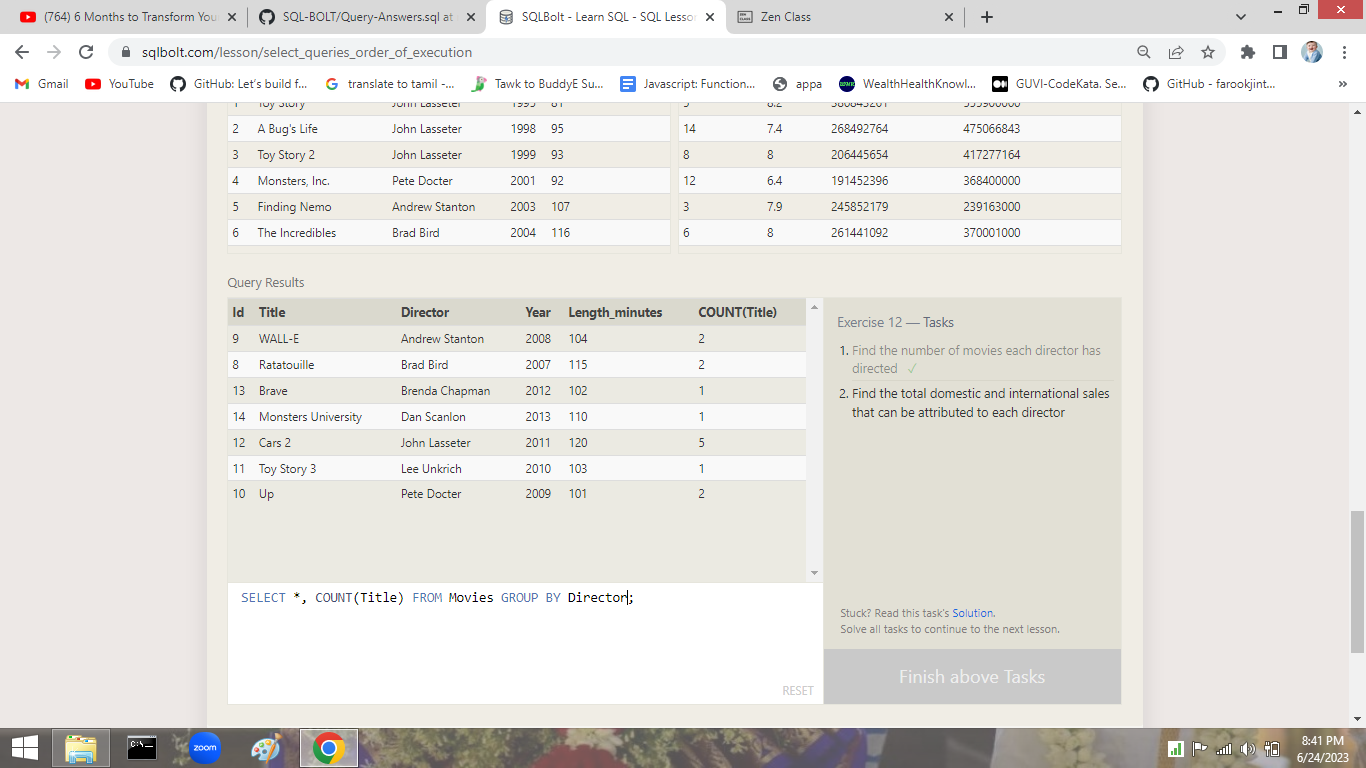 (764) 6 Months to Transform You
SQL-BOLT/Query-Answers.sql at
SQLBolt - Learn SQL - SQL Lesson
Zen Class
sqlbolt.com/lesson/select_queries_order_of_execution
Gmail YouTube GitHub: Let's build f... translate to tamil -... Tawk to BuddyE Su... Javascript: Function... appa WealthHealthKnowl... GUVI-CodeKata. Se... GitHub - farookjint... »
1 Toy Story John Lasseter 1995 81 5 8.2 380843261 555900000
2 A Bug's Life John Lasseter 1998 95 14 7.4 268492764 475066843
3 Toy Story 2 John Lasseter 1999 93 8 8 206445654 417277164
4 Monsters, Inc. Pete Docter 2001 92 12 6.4 191452396 368400000
5 Finding Nemo Andrew Stanton 2003 107 3 7.9 245852179 239163000
6 The Incredibles Brad Bird 2004 116 6 8 261441092 370001000
Query Results
Id Title Director Year Length_minutes COUNT(Title)
9 WALL-E Andrew Stanton 2008 104 2
8 Ratatouille Brad Bird 2007 115 2
13 Brave Brenda Chapman 2012 102 1
14 Monsters University Dan Scanlon 2013 110 1
12 Cars 2 John Lasseter 2011 120 5
11 Toy Story 3 Lee Unkrich 2010 103 1
10 Up Pete Docter 2009 101 2
SELECT *, COUNT(Title) FROM Movies GROUP BY Director;
RESET
Exercise 12 — Tasks
1. Find the number of movies each director has
directed ✓
2. Find the total domestic and international sales
that can be attributed to each director
Stuck? Read this task's Solution.
Solve all tasks to continue to the next lesson.
Finish above Tasks
zoom
8:41 PM
6/24/2023